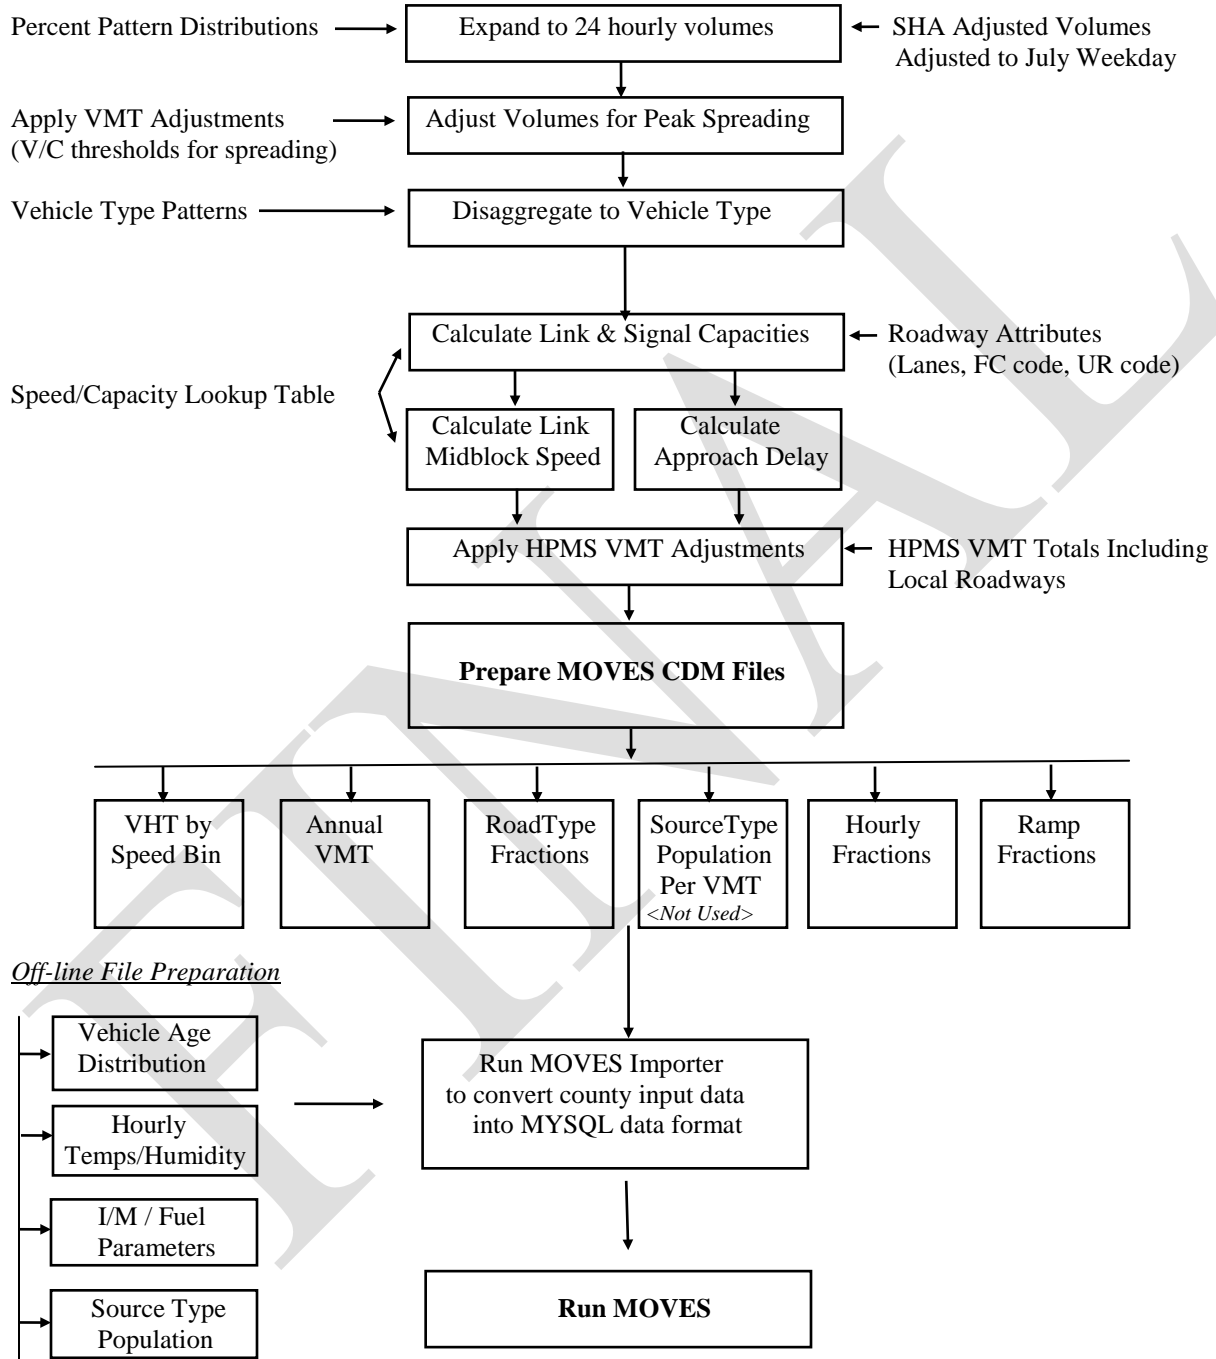 Percent Pattern Distributions
Expand to 24 hourly volumes
SHA Adjusted Volumes
Adjusted to July Weekday
Apply VMT Adjustments
(V/C thresholds for spreading)
Adjust Volumes for Peak Spreading
Vehicle Type Patterns
Disaggregate to Vehicle Type
Calculate Link & Signal Capacities
Roadway Attributes
(Lanes, FC code, UR code)
Speed/Capacity Lookup Table
Calculate Link
Midblock Speed
Calculate
Approach Delay
Apply HPMS VMT Adjustments
HPMS VMT Totals Including
Local Roadways
Prepare MOVES CDM Files
VHT by
Speed Bin
Annual
VMT
RoadType
Fractions
SourceType
Population
Per VMT
<Not Used>
Hourly
Fractions
Ramp
Fractions
Off-line File Preparation
Vehicle Age
Distribution
Hourly
Temps/Humidity
I/M / Fuel
Parameters
Source Type
Population
Run MOVES Importer
to convert county input data
into MYSQL data format
Run MOVES
FINAL